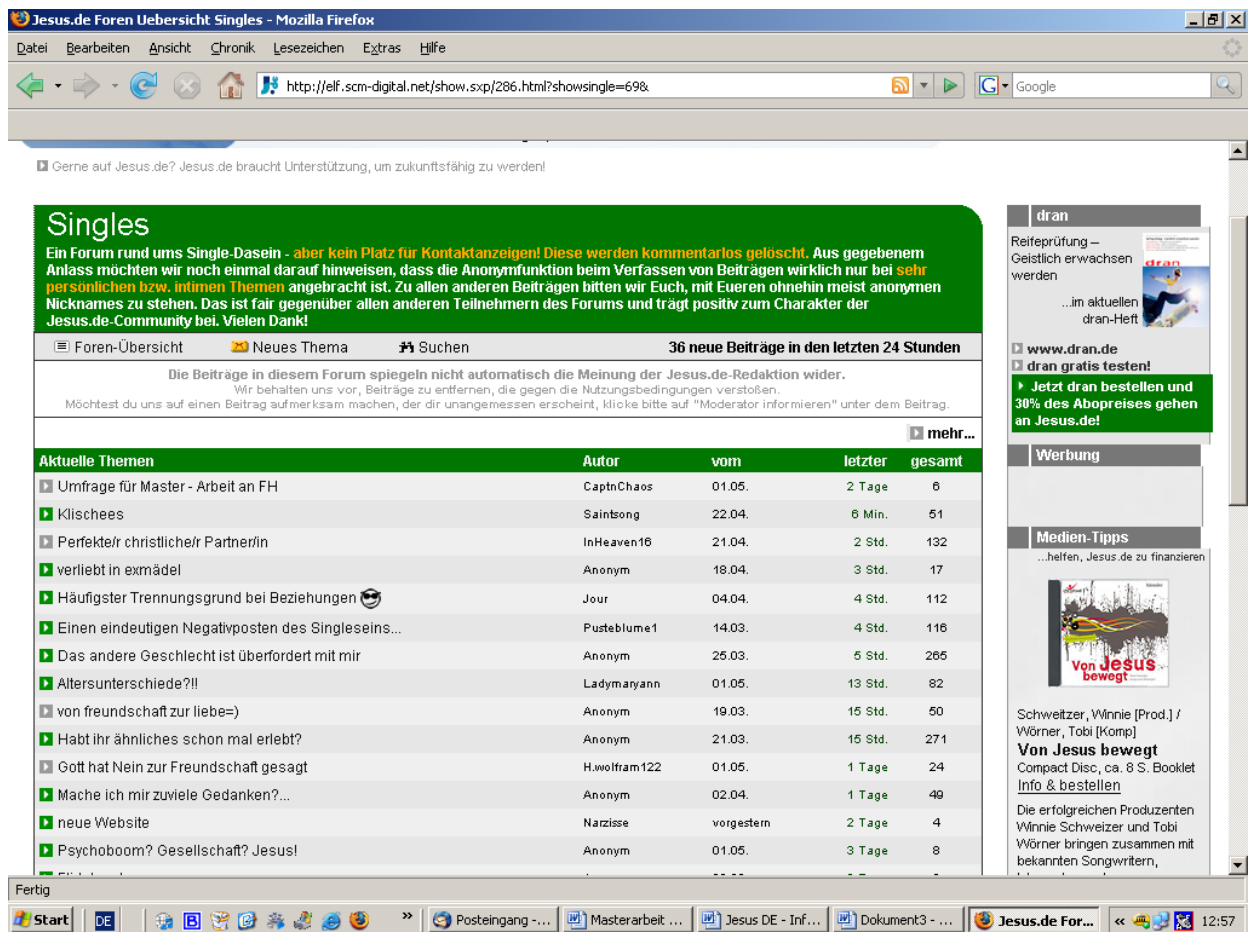 Jesus.de Foren Uebersicht Singles - Mozilla Firefox
Datei Bearbeiten Ansicht Chronik Lesezeichen Extras Hilfe
http://elf.scm-digital.net/show.sxp/286.html?showsingle=69&
Google
Gerne auf Jesus.de? Jesus.de braucht Unterstützung, um zukunftsfähig zu werden!
Singles
Ein Forum rund ums Single-Dasein - aber kein Platz für Kontaktanzeigen! Diese werden kommentarlos gelöscht. Aus gegebenem
Anlass möchten wir noch einmal darauf hinweisen, dass die Anonymfunktion beim Verfassen von Beiträgen wirklich nur bei sehr
persönlichen bzw. intimen Themen angebracht ist. Zu allen anderen Beiträgen bitten wir Euch, mit Eueren ohnehin meist anonymen
Nicknames zu stehen. Das ist fair gegenüber allen anderen Teilnehmern des Forums und trägt positiv zum Charakter der
Jesus.de-Community bei. Vielen Dank!
Foren-Übersicht Neues Thema Suchen 36 neue Beiträge in den letzten 24 Stunden
Die Beiträge in diesem Forum spiegeln nicht automatisch die Meinung der Jesus.de-Redaktion wider.
Wir behalten uns vor, Beiträge zu entfernen, die gegen die Nutzungsbedingungen verstoßen.
Möchtest du uns auf einen Beitrag aufmerksam machen, der dir unangemessen erscheint, klicke bitte auf "Moderator informieren" unter dem Beitrag.
mehr...
Aktuelle Themen Autor vom letzter gesamt
Umfrage für Master - Arbeit an FH CaptnChaos 01.05. 2 Tage 6
Klischees Saintsong 22.04. 6 Min. 51
Perfekte/r christliche/r Partner/in InHeaven16 21.04. 2 Std. 132
verliebt in exmädel Anonym 18.04. 3 Std. 17
Häufigster Trennungsgrund bei Beziehungen Jour 04.04. 4 Std. 112
Einen eindeutigen Negativposten des Singleseins... Pusteblume1 14.03. 4 Std. 116
Das andere Geschlecht ist überfordert mit mir Anonym 25.03. 5 Std. 265
Altersunterschiede?!! Ladymaryann 01.05. 13 Std. 82
von freundschaft zur liebe=) Anonym 19.03. 15 Std. 50
Habt ihr ähnliches schon mal erlebt? Anonym 21.03. 15 Std. 271
Gott hat Nein zur Freundschaft gesagt H.wolfram122 01.05. 1 Tage 24
Mache ich mir zuviele Gedanken?... Anonym 02.04. 1 Tage 49
neue Website Narzisse vorgestern 2 Tage 4
Psychoboom? Gesellschaft? Jesus! Anonym 01.05. 3 Tage 8
dran
Reifeprüfung –
Geistlich erwachsen
werden
dran
...im aktuellen
dran-Heft
www.dran.de
dran gratis testen!
Jetzt dran bestellen und
30% des Abopreises gehen
an Jesus.de!
Werbung
Medien-Tipps
...helfen, Jesus.de zu finanzieren
Von Jesus
bewegt
Schweitzer, Winnie [Prod.] /
Wörner, Tobi [Komp]
Von Jesus bewegt
Compact Disc, ca. 8 S. Booklet
Info & bestellen
Die erfolgreichen Produzenten
Winnie Schweizer und Tobi
Wörner bringen zusammen mit
bekannten Songwritern,
Fertig
Start DE B » Posteingang -... Masterarbeit ... Jesus DE - Inf... Dokument3 - ... Jesus.de For... « 12:57